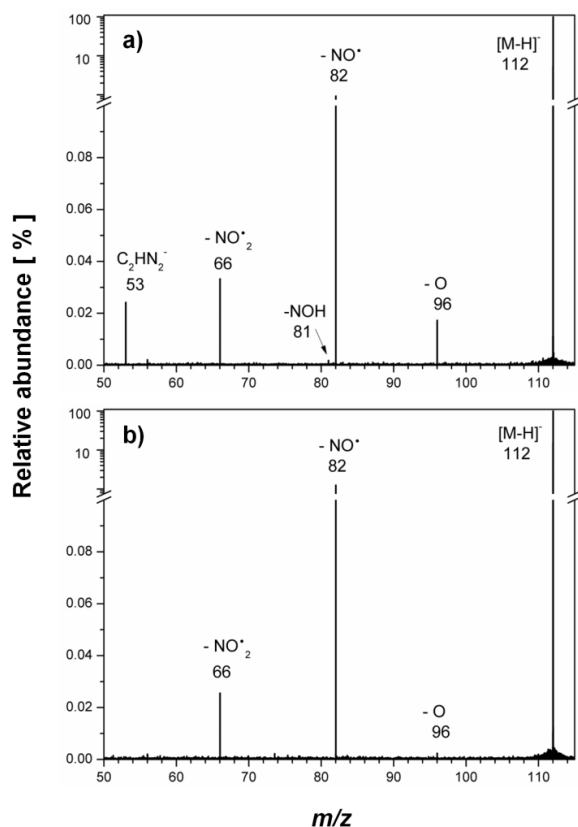 Relative abundance [ % ]
a)
100
10
0.08
0.06
0.04
0.02
0.00
[M-H]⁻
112
- NO•
82
- NO•₂
66
C₂HN₂⁻
53
-NOH
81
- O
96
50 60 70 80 90 100 110
b)
100
10
0.08
0.06
0.04
0.02
0.00
[M-H]⁻
112
- NO•
82
- NO•₂
66
- O
96
50 60 70 80 90 100 110
m/z